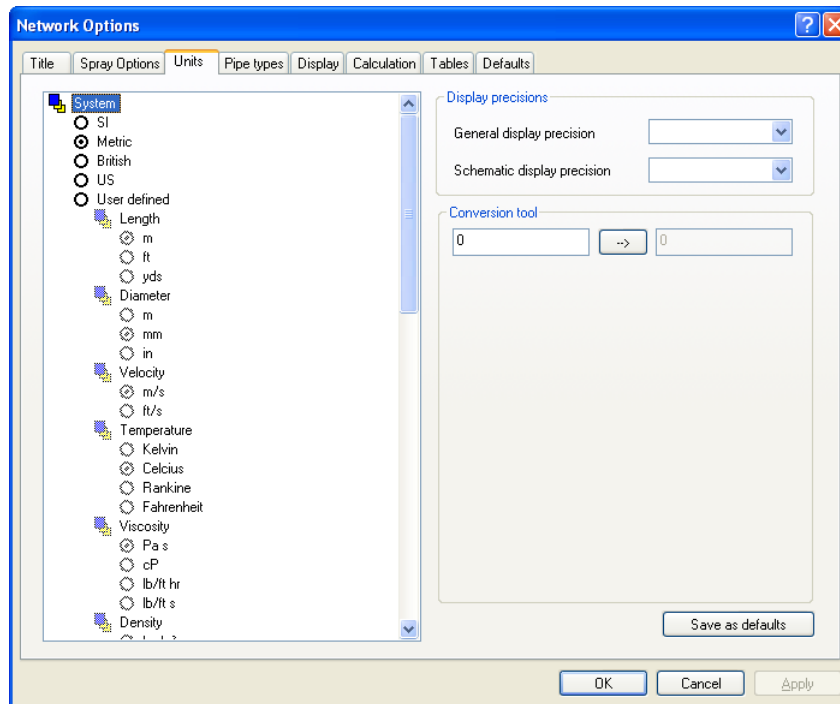 Network Options
Title Spray Options Units Pipe types Display Calculation Tables Defaults
System
SI
Metric
British
US
User defined
Length
m
ft
yds
Diameter
m
mm
in
Velocity
m/s
ft/s
Temperature
Kelvin
Celcius
Rankine
Fahrenheit
Viscosity
Pa s
cP
lb/ft hr
lb/ft s
Density
Display precisions
General display precision
Schematic display precision
Conversion tool
0 --> 0
Save as defaults
OK Cancel Apply